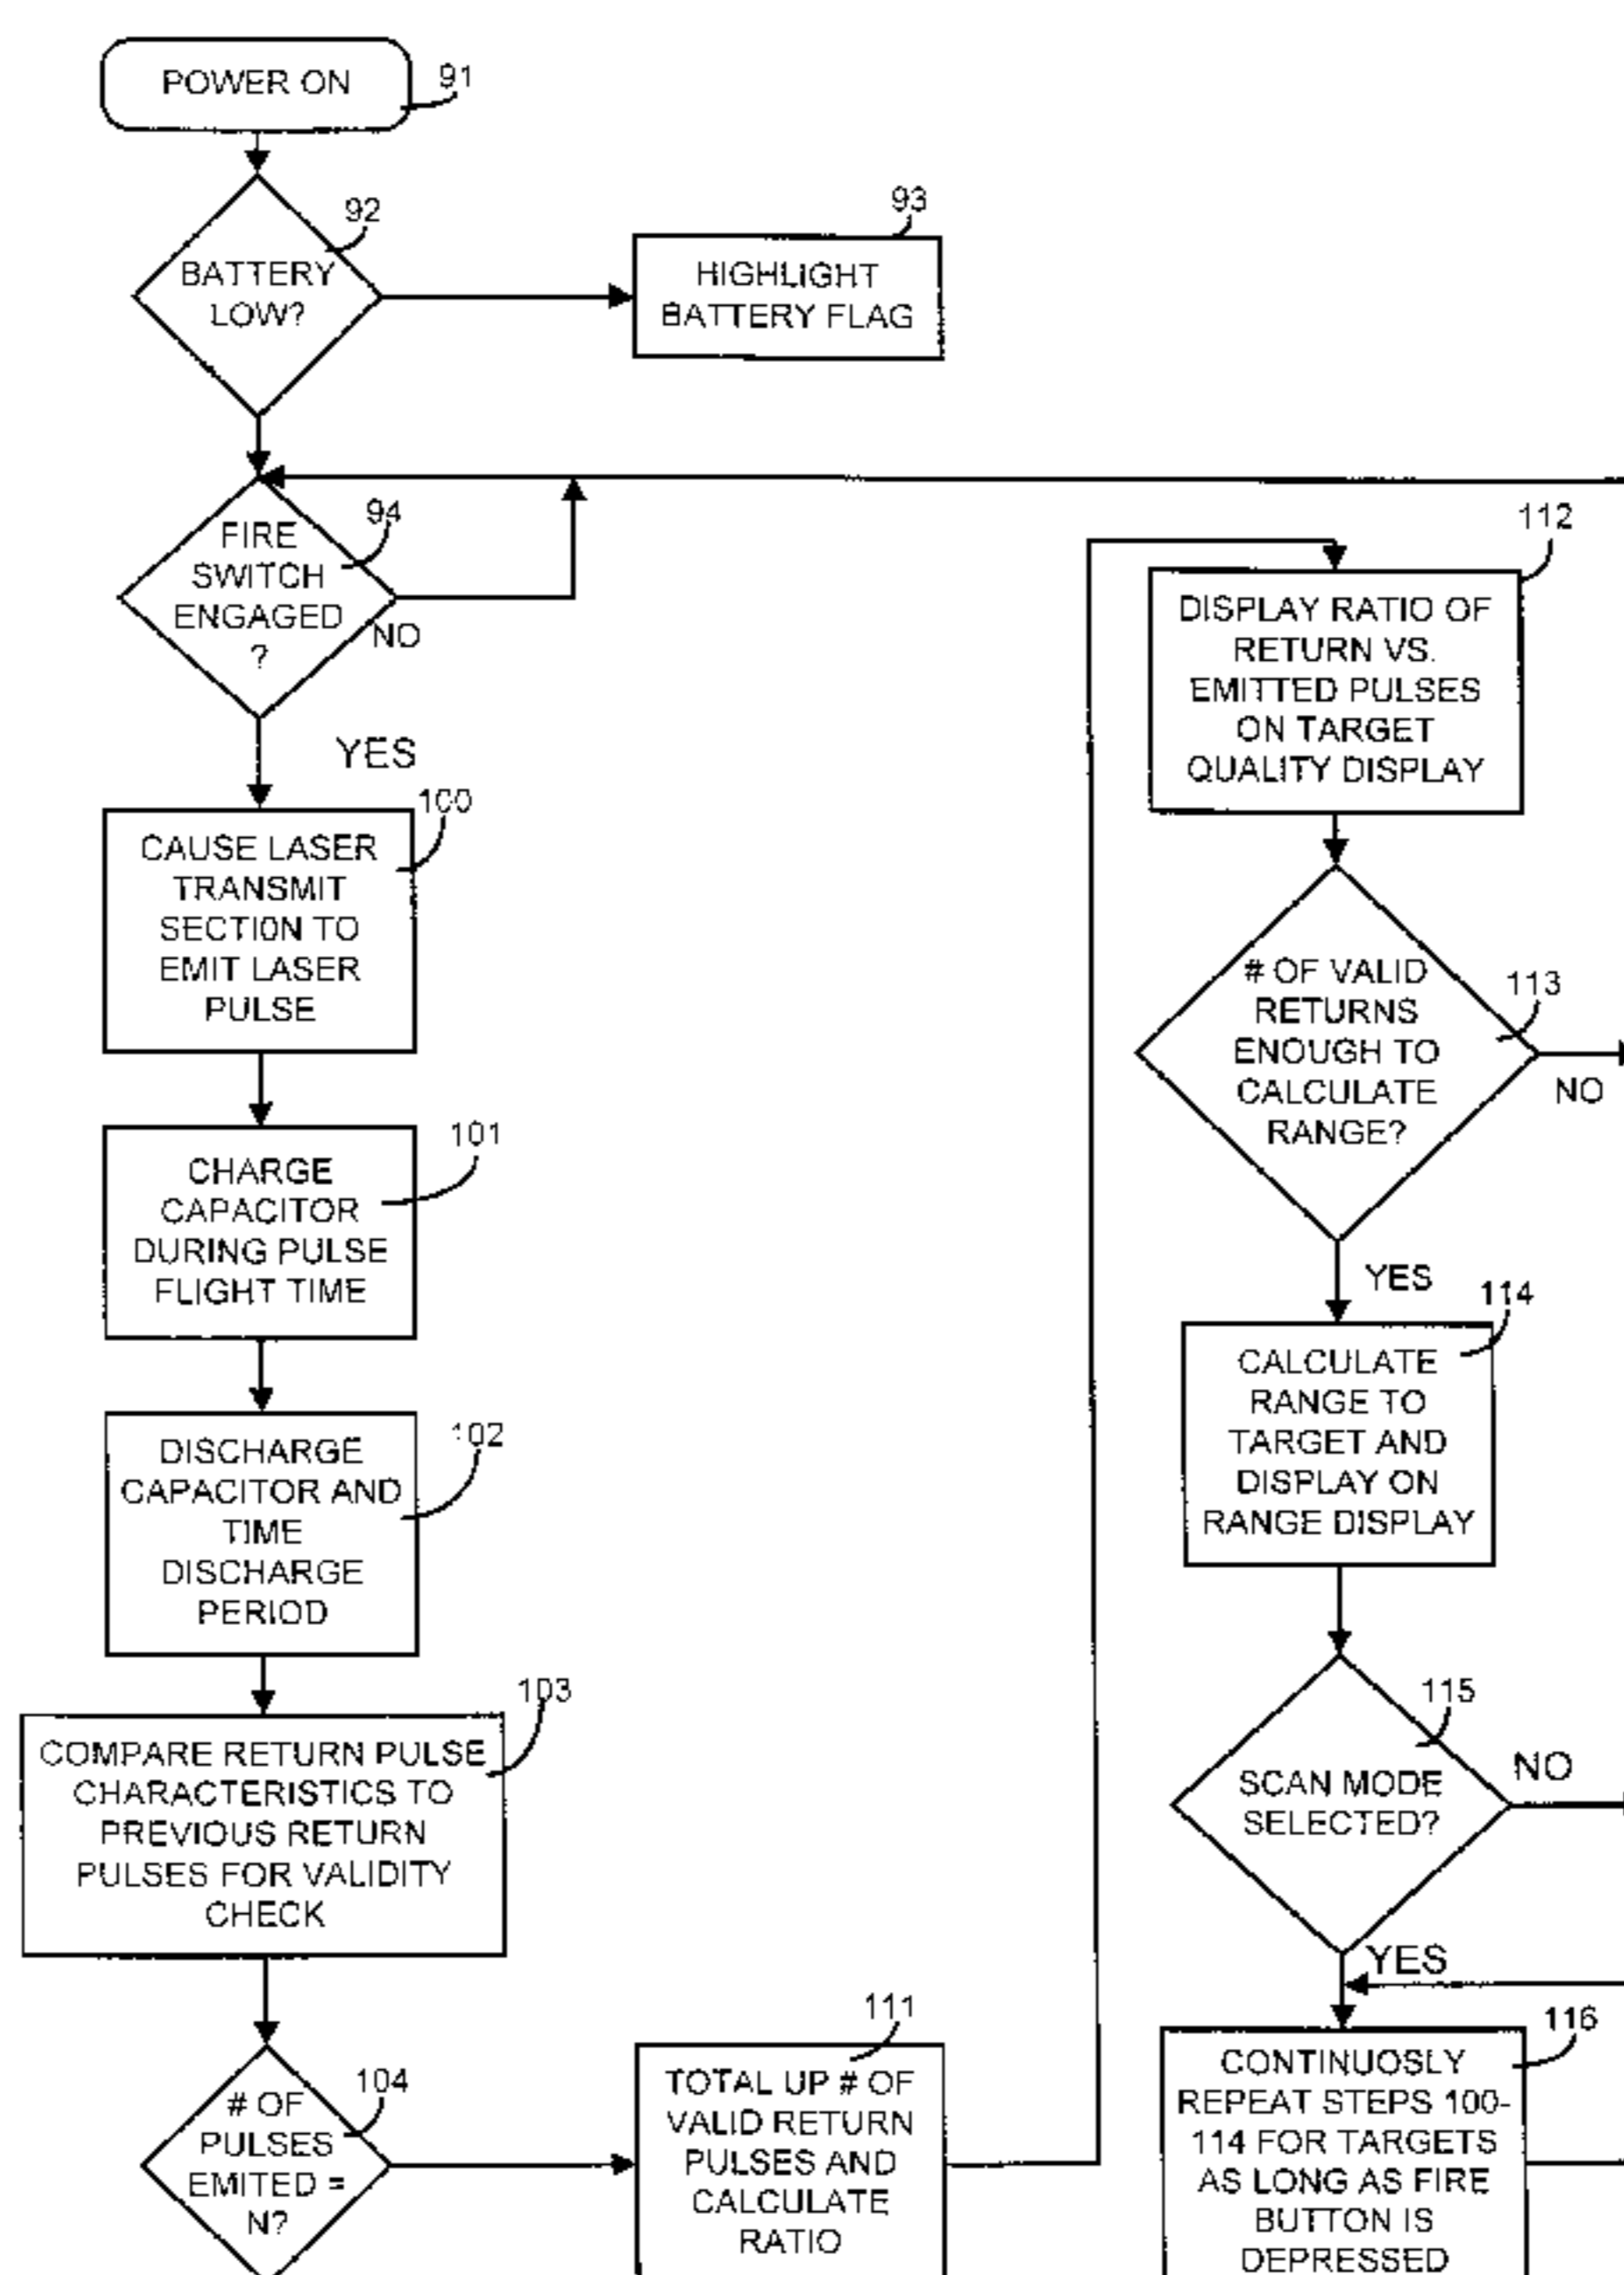 POWER ON
91
92
BATTERY
LOW?
93
HIGHLIGHT
BATTERY FLAG
94
FIRE
SWITCH
ENGAGED
?
NO
YES
100
CAUSE LASER
TRANSMIT
SECTION TO
EMIT LASER
PULSE
101
CHARGE
CAPACITOR
DURING PULSE
FLIGHT TIME
102
DISCHARGE
CAPACITOR AND
TIME
DISCHARGE
PERIOD
103
COMPARE RETURN PULSE
CHARACTERISTICS TO
PREVIOUS RETURN
PULSES FOR VALIDITY
CHECK
104
# OF
PULSES
EMITED =
N?
111
TOTAL UP # OF
VALID RETURN
PULSES AND
CALCULATE
RATIO
112
DISPLAY RATIO OF
RETURN VS.
EMITTED PULSES
ON TARGET
QUALITY DISPLAY
113
# OF VALID
RETURNS
ENOUGH TO
CALCULATE
RANGE?
NO
YES
114
CALCULATE
RANGE TO
TARGET AND
DISPLAY ON
RANGE DISPLAY
115
SCAN MODE
SELECTED?
NO
YES
116
CONTINUOSLY
REPEAT STEPS 100-
114 FOR TARGETS
AS LONG AS FIRE
BUTTON IS
DEPRESSED